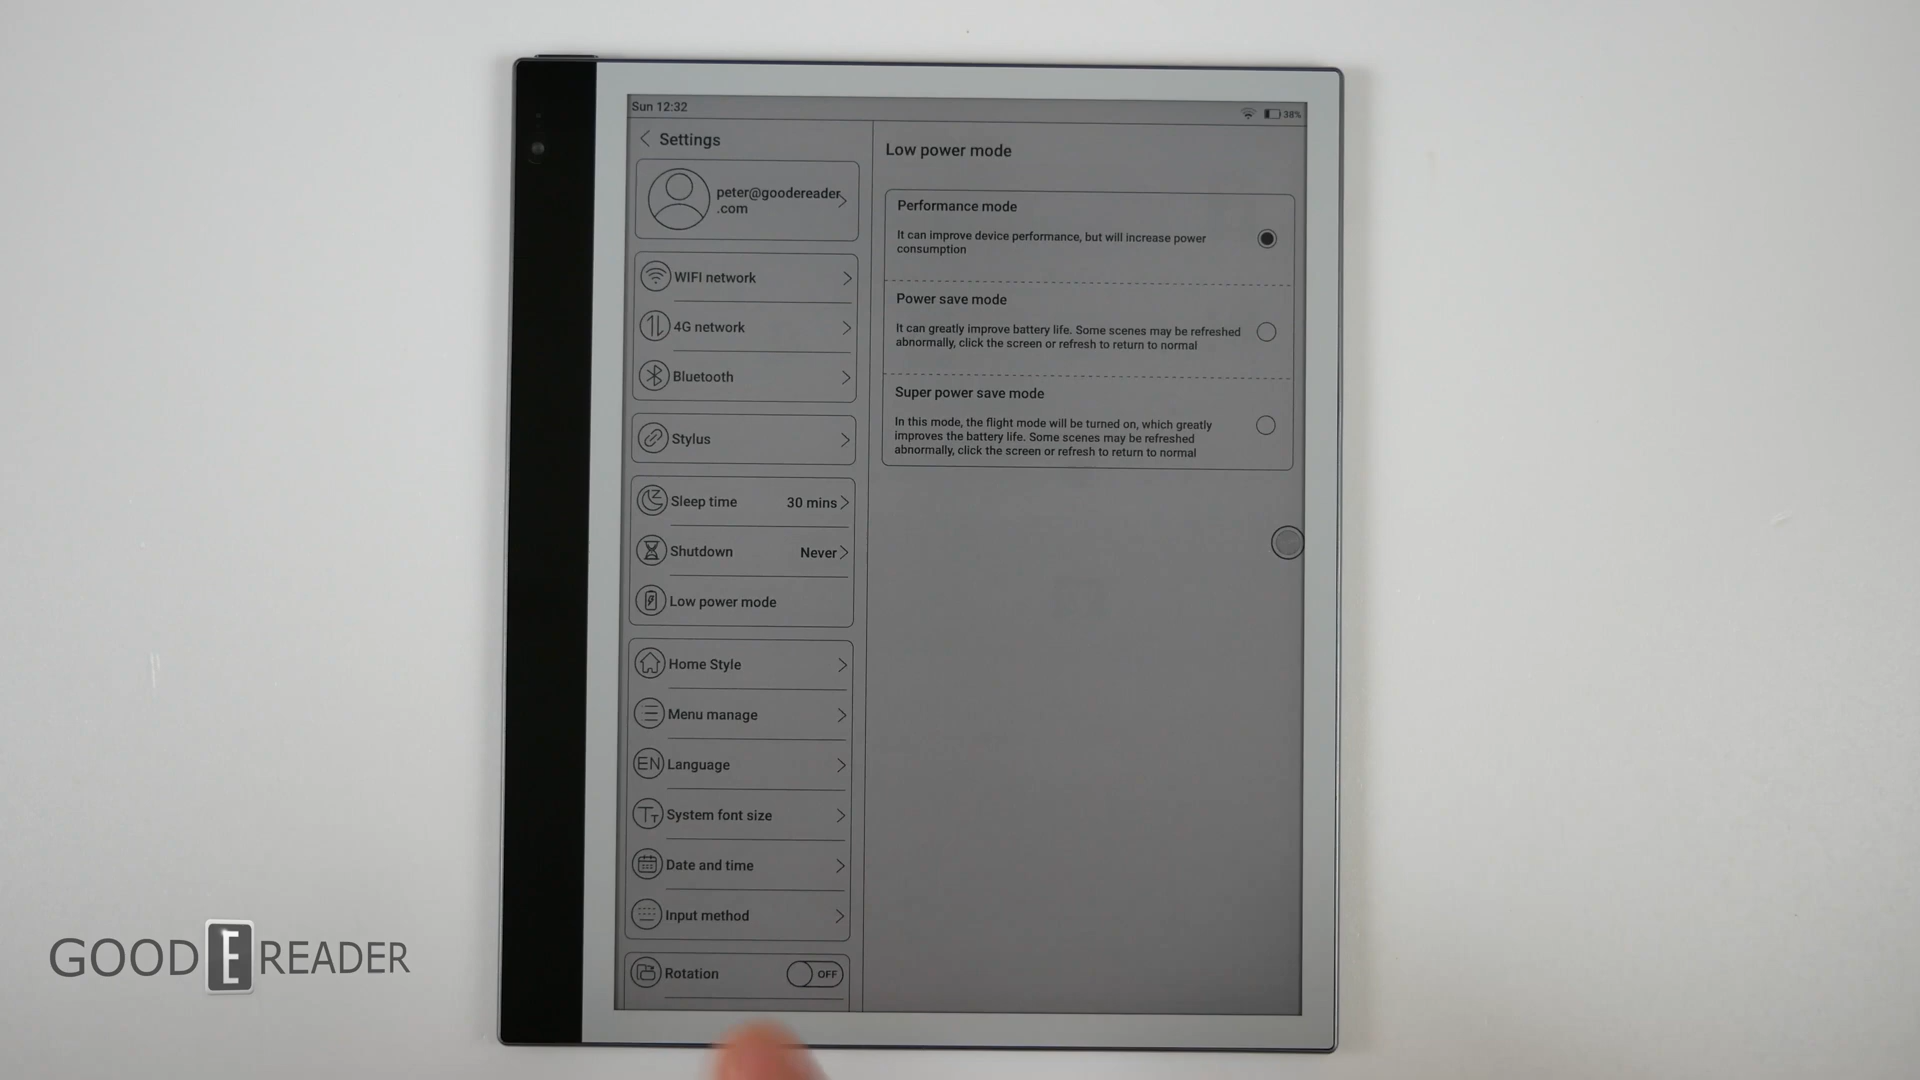 Sun 12:32
38%
Settings
peter@goodereader
.com
WIFI network
4G network
Bluetooth
Stylus
Sleep time 30 mins
Shutdown Never
Low power mode
Home Style
Menu manage
EN Language
System font size
Date and time
Input method
Rotation OFF
Low power mode
Performance mode
It can improve device performance, but will increase power
consumption
Power save mode
It can greatly improve battery life. Some scenes may be refreshed
abnormally, click the screen or refresh to return to normal
Super power save mode
In this mode, the flight mode will be turned on, which greatly
improves the battery life. Some scenes may be refreshed
abnormally, click the screen or refresh to return to normal
GOOD E READER